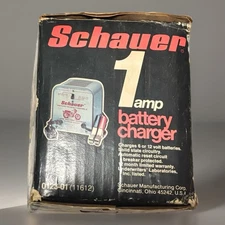 Schauer
1
amp
battery
charger
Schauer
Charges 6 or 12 volt batteries.
Solid state circuitry.
Automatic reset circuit
breaker protected.
12 month limited warranty.
Underwriters' Laboratories,
Inc. listed.
0123-01 (11612)
Schauer Manufacturing Corp.
Cincinnati, Ohio 45242, U.S.A.